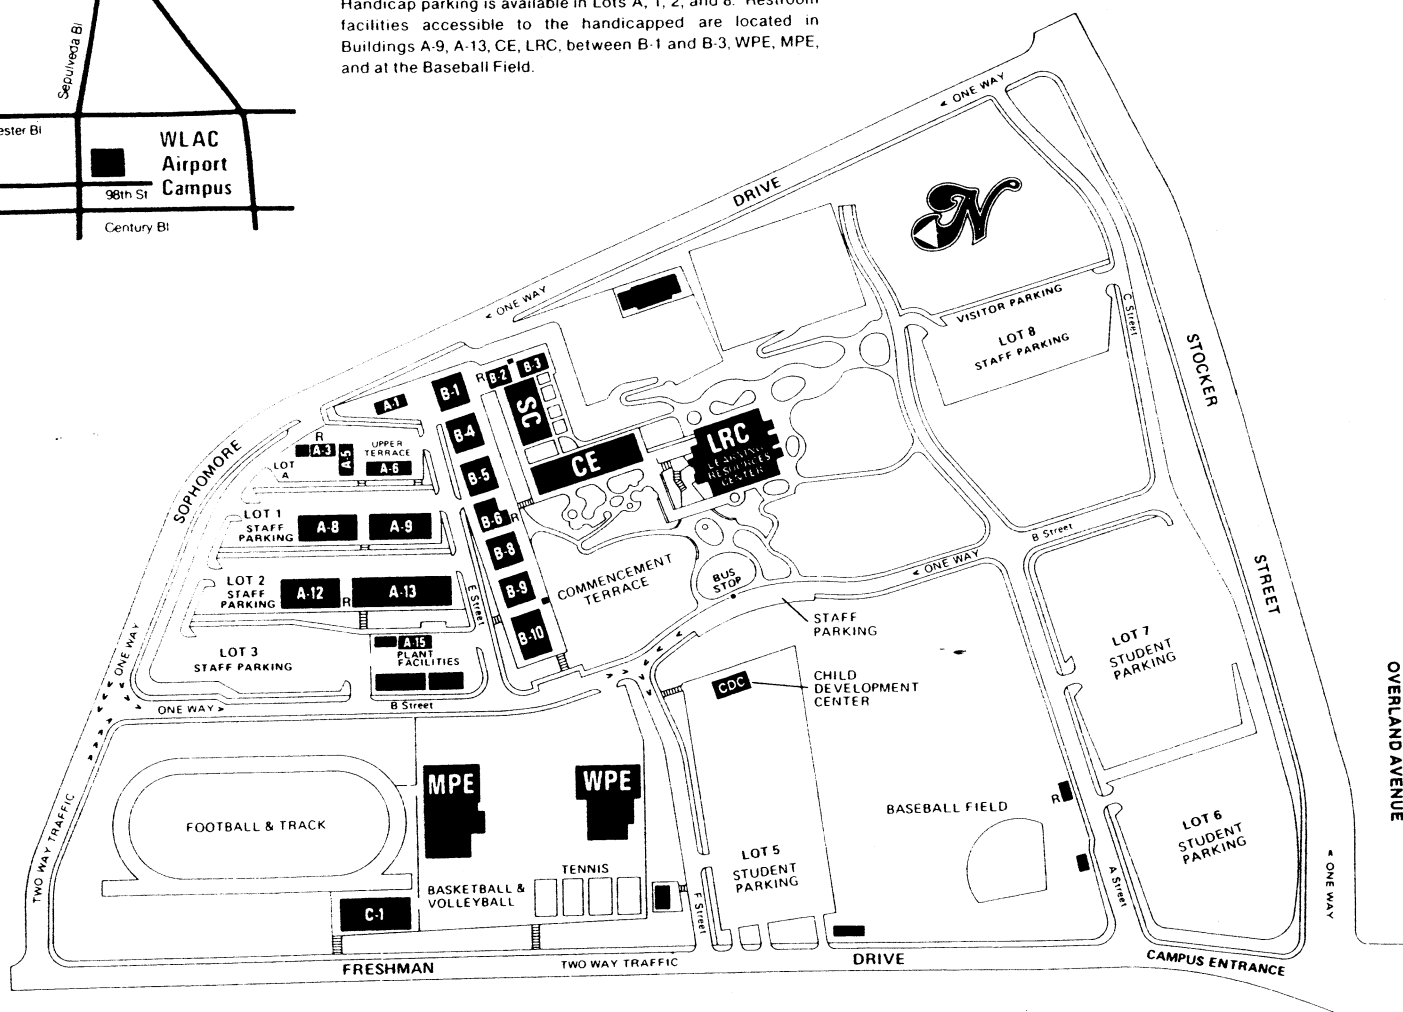 Handicap parking is available in Lots A, 1, 2, and 8. Restroom
facilities accessible to the handicapped are located in
Buildings A-9, A-13, CE, LRC, between B-1 and B-3, WPE, MPE,
and at the Baseball Field.
Sepulveda Bl
ester Bl
WLAC
Airport
Campus
98th St
Century Bl
< ONE WAY
DRIVE
N
< ONE WAY
VISITOR PARKING
C Street
LOT 8
STAFF PARKING
STOCKER
STREET
SOPHOMORE
R
B-2
B-3
B-1
A-1
SC
B-4
LRC
LEARNING
RESOURCES
CENTER
R
A-3
A-5
UPPER
TERRACE
A-6
LOT
A
CE
B-5
LOT 1
STAFF
PARKING
A-8
A-9
B-6
R
B Street
B-8
COMMENCEMENT
TERRACE
BUS
STOP
< ONE WAY
LOT 2
STAFF
PARKING
A-12
R
A-13
E Street
B-9
STAFF
PARKING
B-10
LOT 3
STAFF PARKING
A-15
PLANT
FACILITIES
LOT 7
STUDENT
PARKING
< ONE WAY
CDC
CHILD
DEVELOPMENT
CENTER
ONE WAY >
B Street
OVERLAND AVENUE
MPE
WPE
FOOTBALL & TRACK
BASEBALL FIELD
R
LOT 6
STUDENT
PARKING
TWO WAY TRAFFIC
LOT 5
STUDENT
PARKING
TENNIS
BASKETBALL &
VOLLEYBALL
A Street
< ONE WAY
C-1
F Street
FRESHMAN
TWO WAY TRAFFIC
DRIVE
CAMPUS ENTRANCE